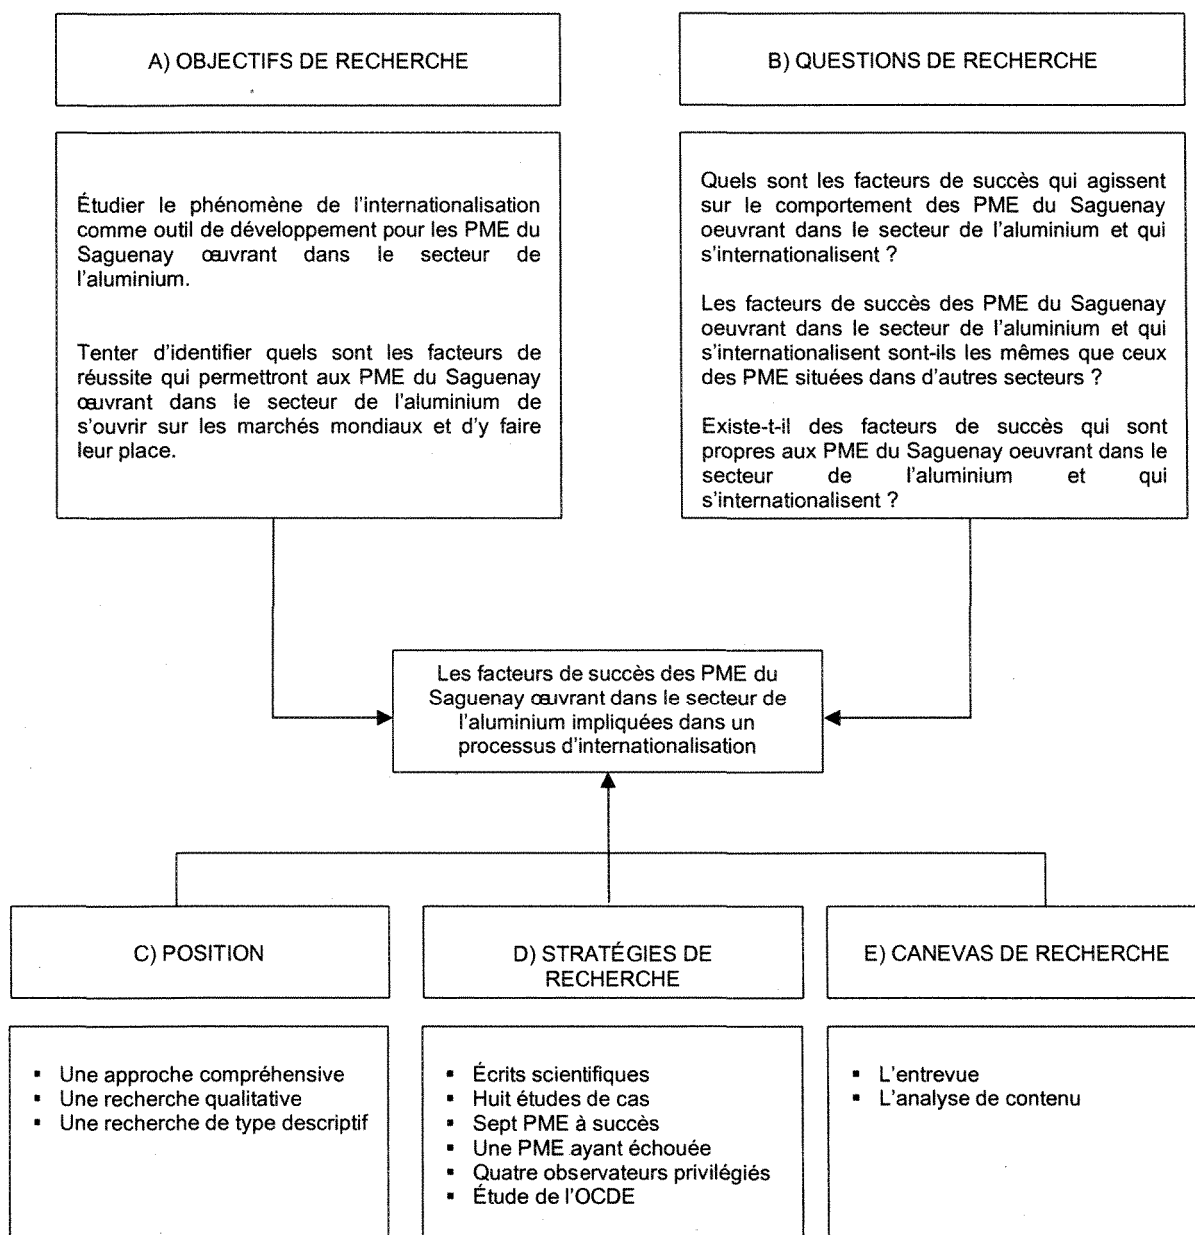 A) OBJECTIFS DE RECHERCHE
Étudier le phénomène de l'internationalisation
comme outil de développement pour les PME du
Saguenay œuvrant dans le secteur de
l'aluminium.
Tenter d'identifier quels sont les facteurs de
réussite qui permettront aux PME du Saguenay
œuvrant dans le secteur de l'aluminium de
s'ouvrir sur les marchés mondiaux et d'y faire
leur place.
B) QUESTIONS DE RECHERCHE
Quels sont les facteurs de succès qui agissent
sur le comportement des PME du Saguenay
oeuvrant dans le secteur de l'aluminium et qui
s'internationalisent ?
Les facteurs de succès des PME du Saguenay
oeuvrant dans le secteur de l'aluminium et qui
s'internationalisent sont-ils les mêmes que ceux
des PME situées dans d'autres secteurs ?
Existe-t-il des facteurs de succès qui sont
propres aux PME du Saguenay oeuvrant dans le
secteur de l'aluminium et qui
s'internationalisent ?
Les facteurs de succès des PME du
Saguenay œuvrant dans le secteur de
l'aluminium impliquées dans un
processus d'internationalisation
C) POSITION
▪ Une approche compréhensive
▪ Une recherche qualitative
▪ Une recherche de type descriptif
D) STRATÉGIES DE
RECHERCHE
▪ Écrits scientifiques
▪ Huit études de cas
▪ Sept PME à succès
▪ Une PME ayant échouée
▪ Quatre observateurs privilégiés
▪ Étude de l'OCDE
E) CANEVAS DE RECHERCHE
▪ L'entrevue
▪ L'analyse de contenu